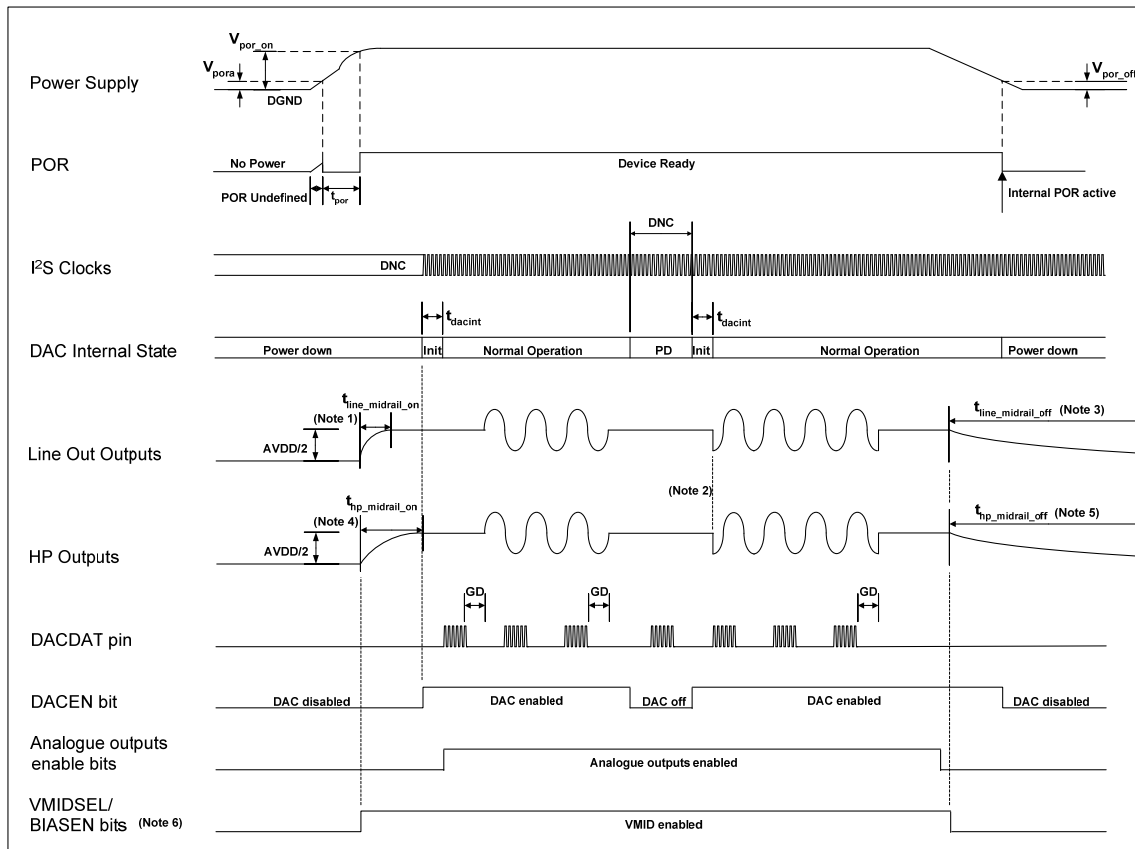 Vpor_on
Vpora
Power Supply
DGND
Vpor_off
POR
No Power
Device Ready
POR Undefined
tpor
Internal POR active
DNC
I²S Clocks
DNC
tdacint
tdacint
DAC Internal State
Power down
Init
Normal Operation
PD
Init
Normal Operation
Power down
tline_midrail_on
(Note 1)
tline_midrail_off (Note 3)
AVDD/2
Line Out Outputs
(Note 2)
thp_midrail_on
(Note 4)
thp_midrail_off (Note 5)
AVDD/2
HP Outputs
GD
GD
GD
DACDAT pin
DACEN bit
DAC disabled
DAC enabled
DAC off
DAC enabled
DAC disabled
Analogue outputs
enable bits
Analogue outputs enabled
VMIDSEL/
BIASEN bits (Note 6)
VMID enabled